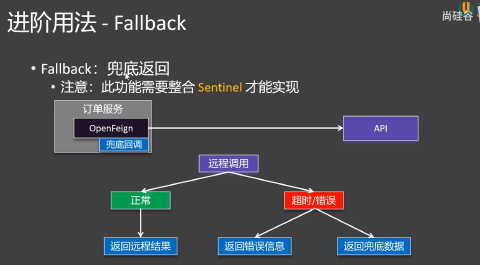 进阶用法 - Fallback
尚硅谷
• Fallback：兜底返回
• 注意：此功能需要整合 Sentinel 才能实现
订单服务
OpenFeign
API
兜底回调
远程调用
正常
超时/错误
返回远程结果
返回错误信息
返回兜底数据